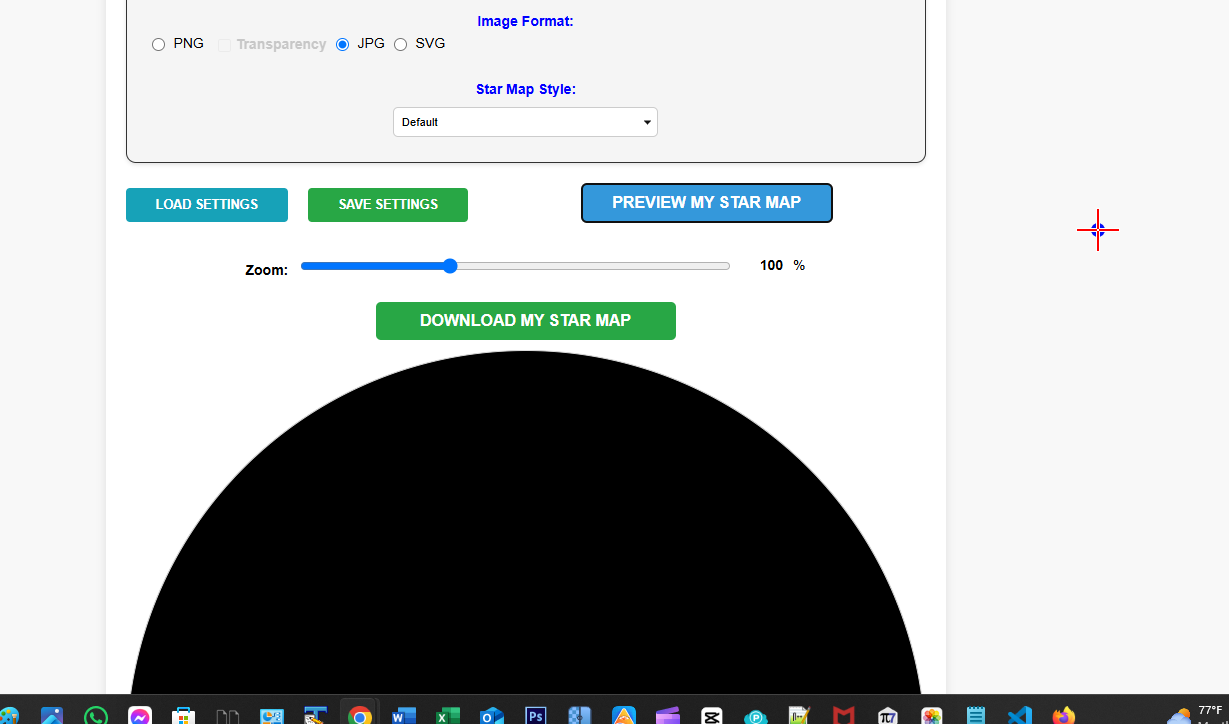 Image Format:
PNG Transparency JPG SVG
Star Map Style:
Default
LOAD SETTINGS SAVE SETTINGS PREVIEW MY STAR MAP
Zoom: 100 %
DOWNLOAD MY STAR MAP
77°F